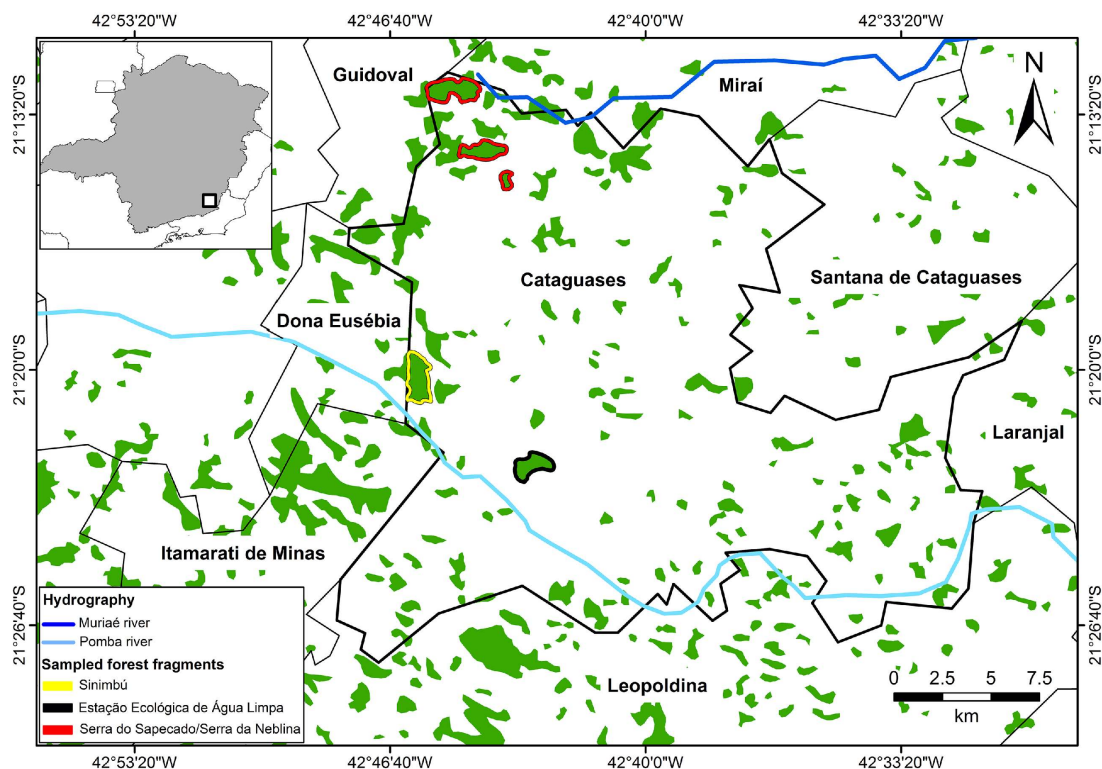 42°53'20"W 42°46'40"W 42°40'0"W 42°33'20"W
Guidoval
Miraí
N
21°13'20"S
21°13'20"S
Cataguases
Santana de Cataguases
Dona Eusébia
21°20'0"S
21°20'0"S
Laranjal
Itamarati de Minas
Hydrography
Muriaé river
Pomba river
Sampled forest fragments
Sinimbú
Estação Ecológica de Água Limpa
Serra do Sapecado/Serra da Neblina
21°26'40"S
21°26'40"S
Leopoldina
0 2.5 5 7.5
km
42°53'20"W 42°46'40"W 42°40'0"W 42°33'20"W